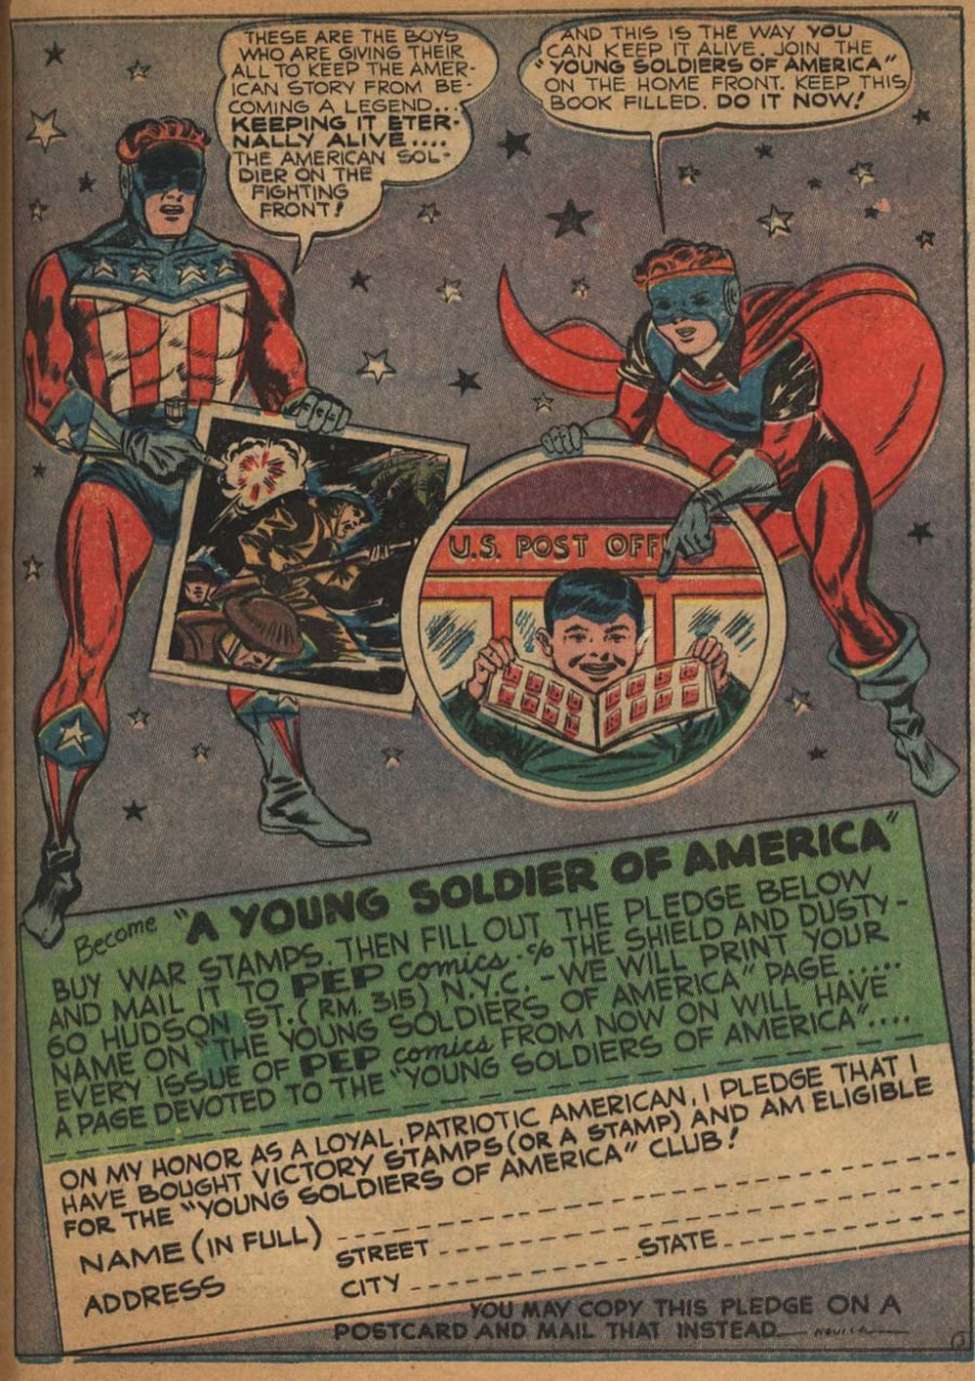 THESE ARE THE BOYS
WHO ARE GIVING THEIR
ALL TO KEEP THE AMER-
ICAN STORY FROM BE-
COMING A LEGEND...
KEEPING IT ETER-
NALLY ALIVE....
THE AMERICAN SOL-
DIER ON THE
FIGHTING
FRONT!
AND THIS IS THE WAY YOU
CAN KEEP IT ALIVE. JOIN THE
"YOUNG SOLDIERS OF AMERICA"
ON THE HOME FRONT. KEEP THIS
BOOK FILLED. DO IT NOW!
U.S. POST OFF
Become "A YOUNG SOLDIER OF AMERICA"
BUY WAR STAMPS. THEN FILL OUT THE PLEDGE BELOW
AND MAIL IT TO PEP comics. c/o THE SHIELD AND DUSTY-
60 HUDSON ST. (RM. 315) N.Y.C. - WE WILL PRINT YOUR
NAME ON "THE YOUNG SOLDIERS OF AMERICA" PAGE.....
EVERY ISSUE OF PEP comics FROM NOW ON WILL HAVE
A PAGE DEVOTED TO THE "YOUNG SOLDIERS OF AMERICA"....
ON MY HONOR AS A LOYAL, PATRIOTIC AMERICAN, I PLEDGE THAT I
HAVE BOUGHT VICTORY STAMPS (OR A STAMP) AND AM ELIGIBLE
FOR THE "YOUNG SOLDIERS OF AMERICA" CLUB!
NAME (IN FULL)
ADDRESS STREET
CITY STATE
YOU MAY COPY THIS PLEDGE ON A
POSTCARD AND MAIL THAT INSTEAD